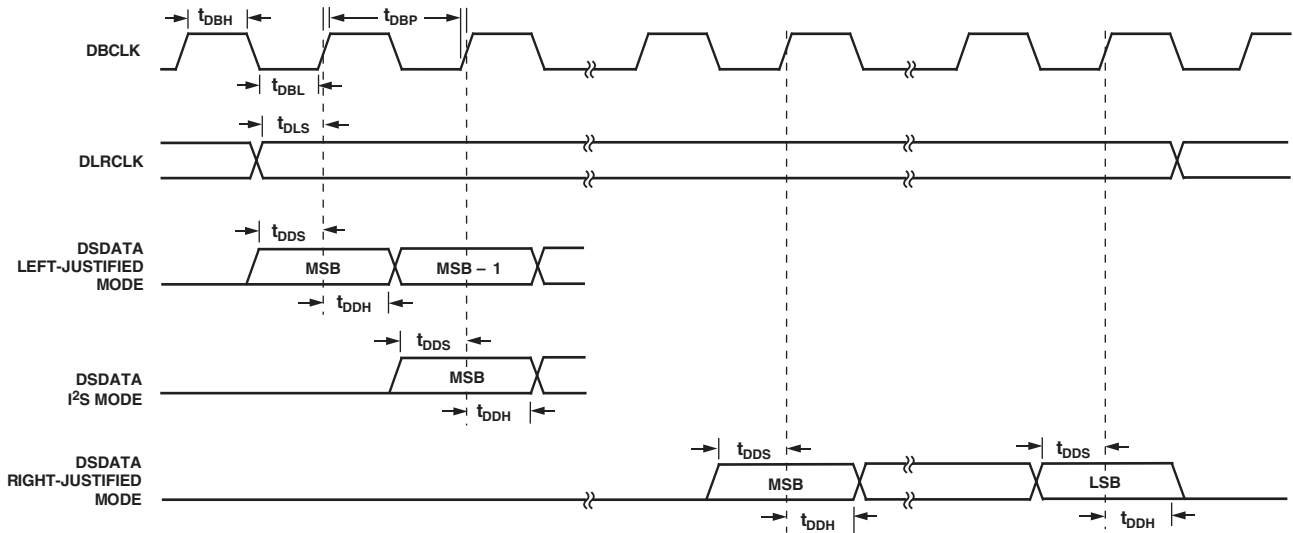 tDBH
tDBP
DBCLK
tDBL
tDLS
DLRCLK
tDDS
DSDATA
LEFT-JUSTIFIED
MODE
MSB
MSB – 1
tDDH
tDDS
DSDATA
I²S MODE
MSB
tDDH
DSDATA
RIGHT-JUSTIFIED
MODE
tDDS
tDDS
MSB
LSB
tDDH
tDDH